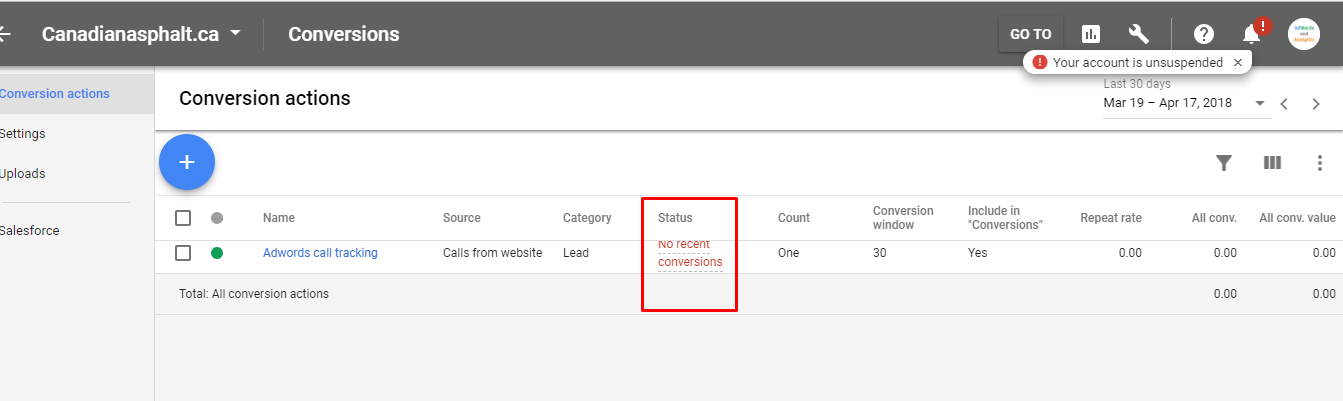 Canadianasphalt.ca
Conversions
GO TO
!
Your account is unsuspended
Conversion actions
Settings
Uploads
Salesforce
Conversion actions
Last 30 days
Mar 19 – Apr 17, 2018
Name Source Category Status Count Conversion window Include in "Conversions" Repeat rate All conv. All conv. value
Adwords call tracking Calls from website Lead No recent conversions One 30 Yes 0.00 0.00 0.00
Total: All conversion actions 0.00 0.00